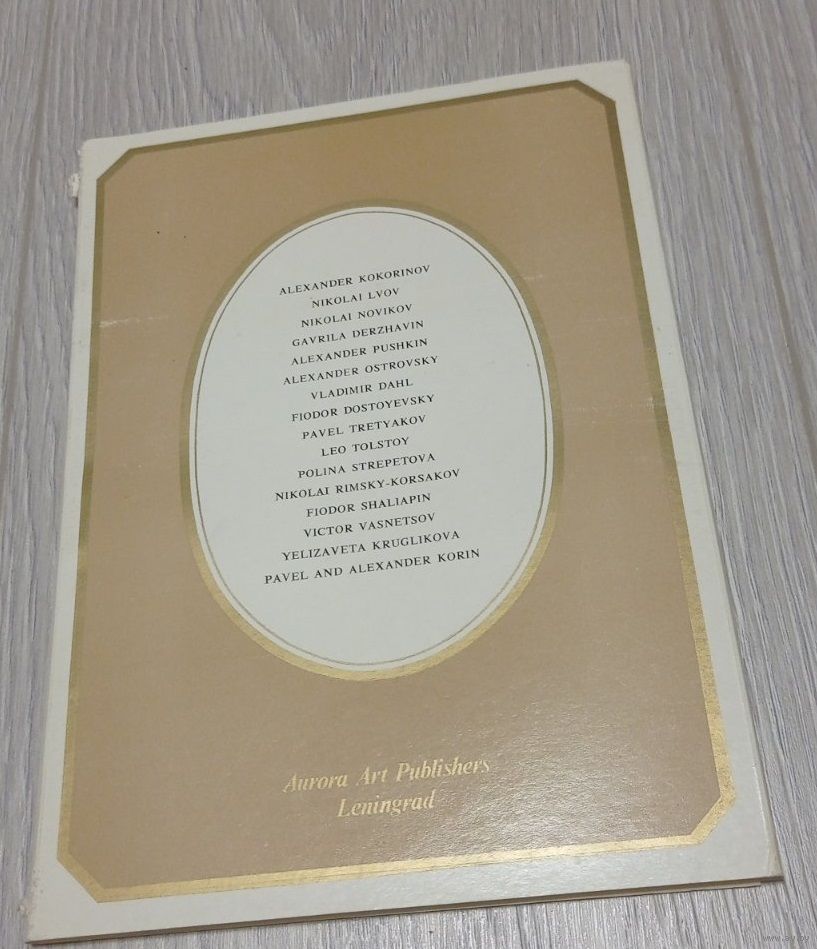 ALEXANDER KOKORINOV
NIKOLAI LVOV
NIKOLAI NOVIKOV
GAVRILA DERZHAVIN
ALEXANDER PUSHKIN
ALEXANDER OSTROVSKY
VLADIMIR DAHL
FIODOR DOSTOYEVSKY
PAVEL TRETYAKOV
LEO TOLSTOY
POLINA STREPETOVA
NIKOLAI RIMSKY-KORSAKOV
FIODOR SHALIAPIN
VICTOR VASNETSOV
YELIZAVETA KRUGLIKOVA
PAVEL AND ALEXANDER KORIN
Aurora Art Publishers
Leningrad